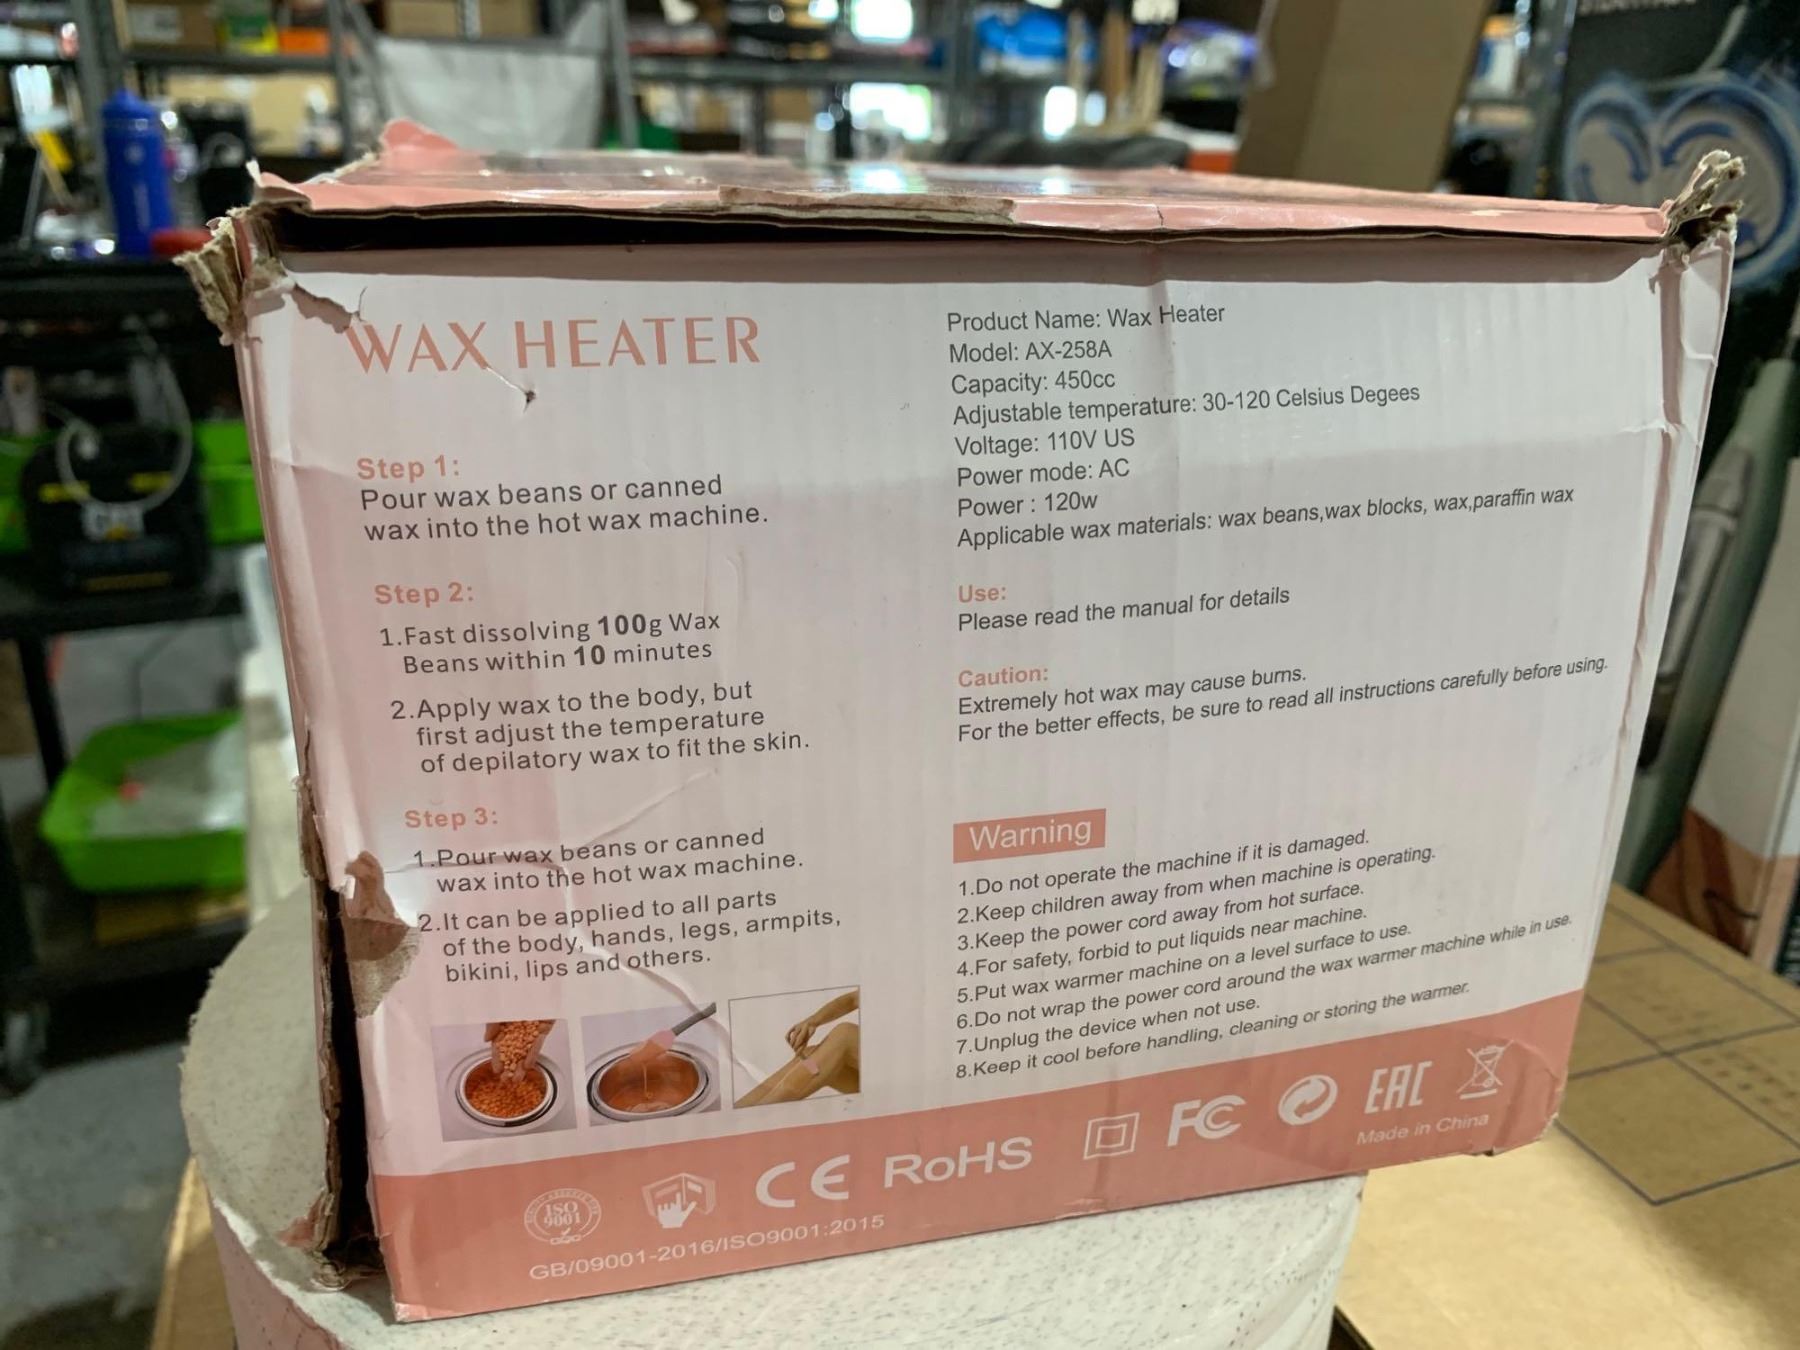 WAX HEATER
Step 1:
Pour wax beans or canned
wax into the hot wax machine.
Step 2:
1.Fast dissolving 100g Wax
Beans within 10 minutes
2.Apply wax to the body, but
first adjust the temperature
of depilatory wax to fit the skin.
Step 3:
1.Pour wax beans or canned
wax into the hot wax machine.
2.It can be applied to all parts
of the body, hands, legs, armpits,
bikini, lips and others.
Product Name: Wax Heater
Model: AX-258A
Capacity: 450cc
Adjustable temperature: 30-120 Celsius Degees
Voltage: 110V US
Power mode: AC
Power : 120w
Applicable wax materials: wax beans,wax blocks, wax,paraffin wax
Use:
Please read the manual for details
Caution:
Extremely hot wax may cause burns.
For the better effects, be sure to read all instructions carefully before using.
Warning
1.Do not operate the machine if it is damaged.
2.Keep children away from when machine is operating.
3.Keep the power cord away from hot surface.
4.For safety, forbid to put liquids near machine.
5.Put wax warmer machine on a level surface to use.
6.Do not wrap the power cord around the wax warmer machine while in use.
7.Unplug the device when not use.
8.Keep it cool before handling, cleaning or storing the warmer.
ISO
9001
CE RoHS FC EAC
Made in China
GB/09001-2016/ISO9001:2015
CAT